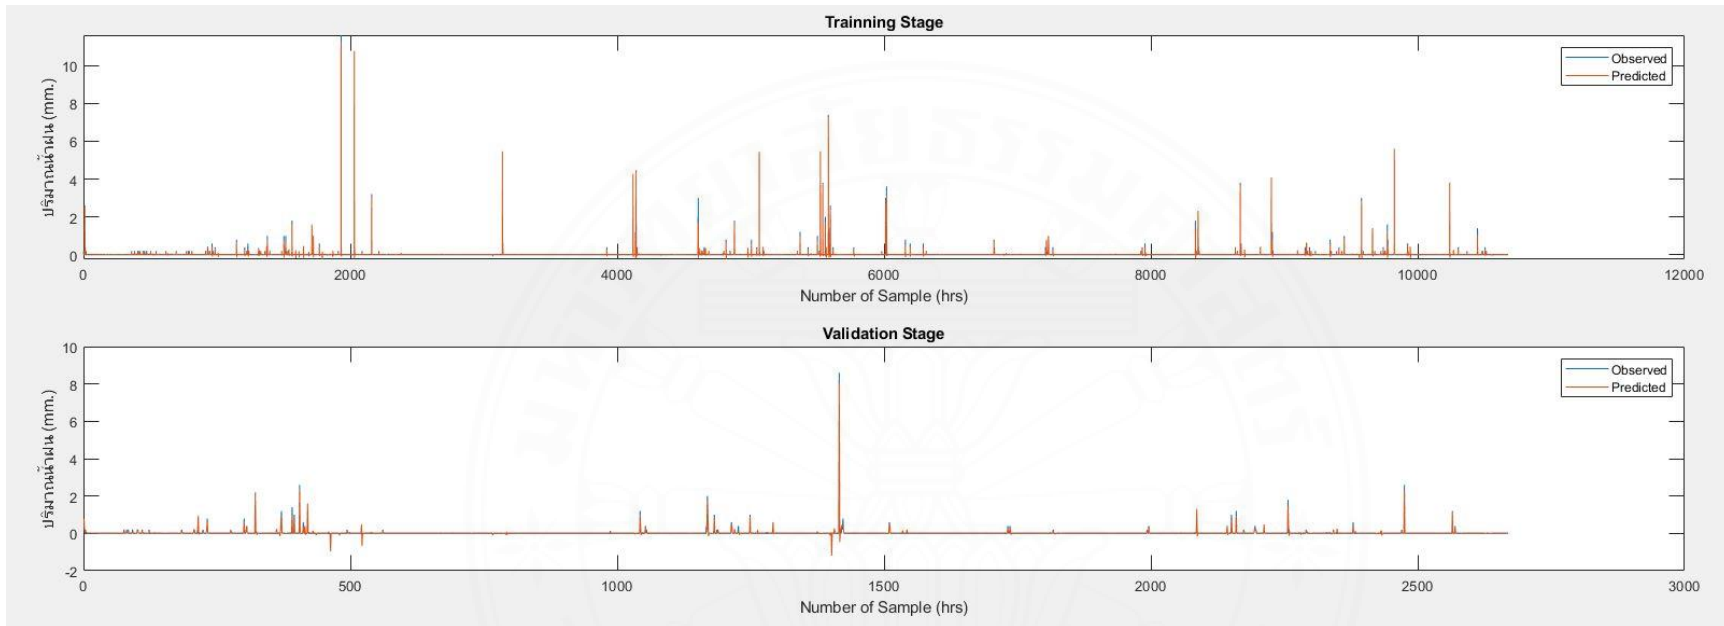 Trainning Stage
ปริมาณน้ำฝน (mm.)
10
8
6
4
2
0
Observed
Predicted
0 2000 4000 6000 8000 10000 12000
Number of Sample (hrs)
Validation Stage
ปริมาณน้ำฝน (mm.)
10
8
6
4
2
0
-2
Observed
Predicted
0 500 1000 1500 2000 2500 3000
Number of Sample (hrs)